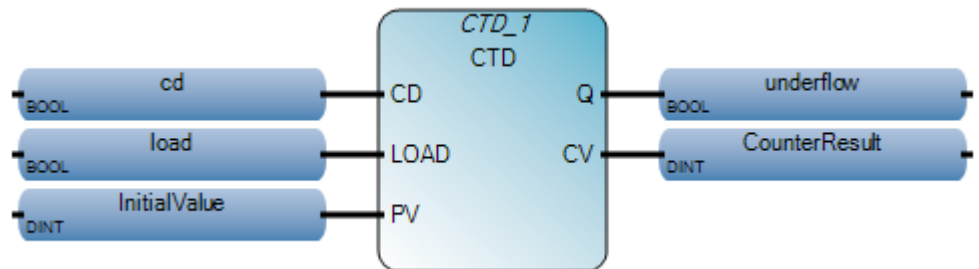 CTD_1
CTD
cd
BOOL
CD
Q
underflow
BOOL
load
BOOL
LOAD
CV
CounterResult
DINT
InitialValue
DINT
PV